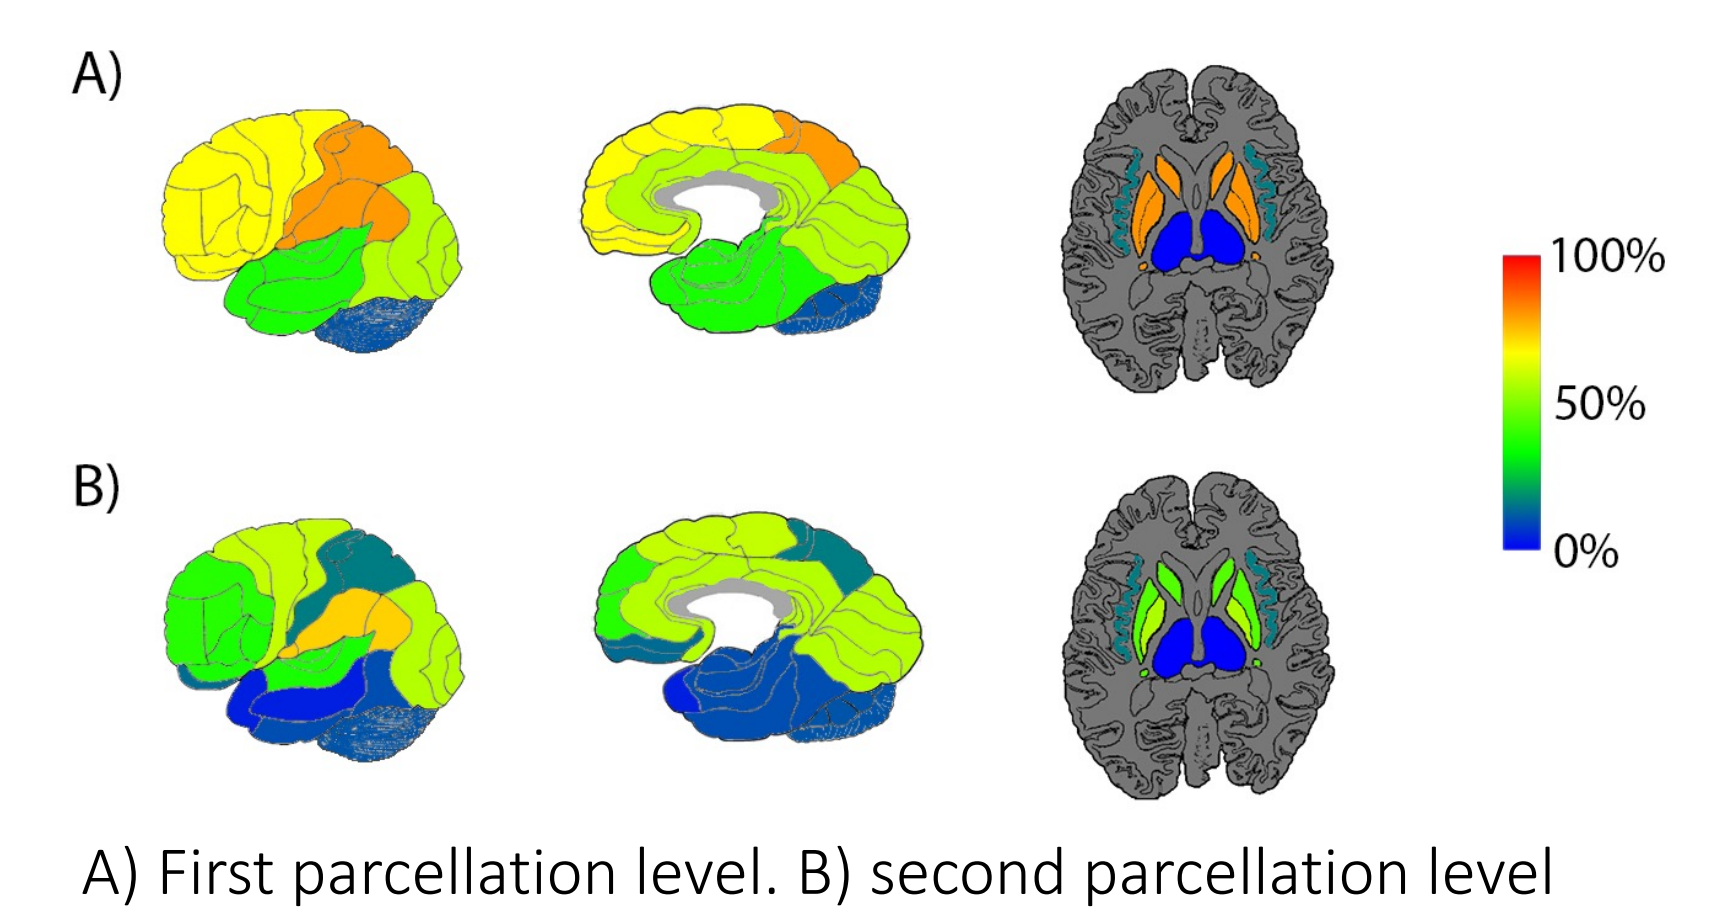 A)
100%
50%
B)
0%
A) First parcellation level. B) second parcellation level